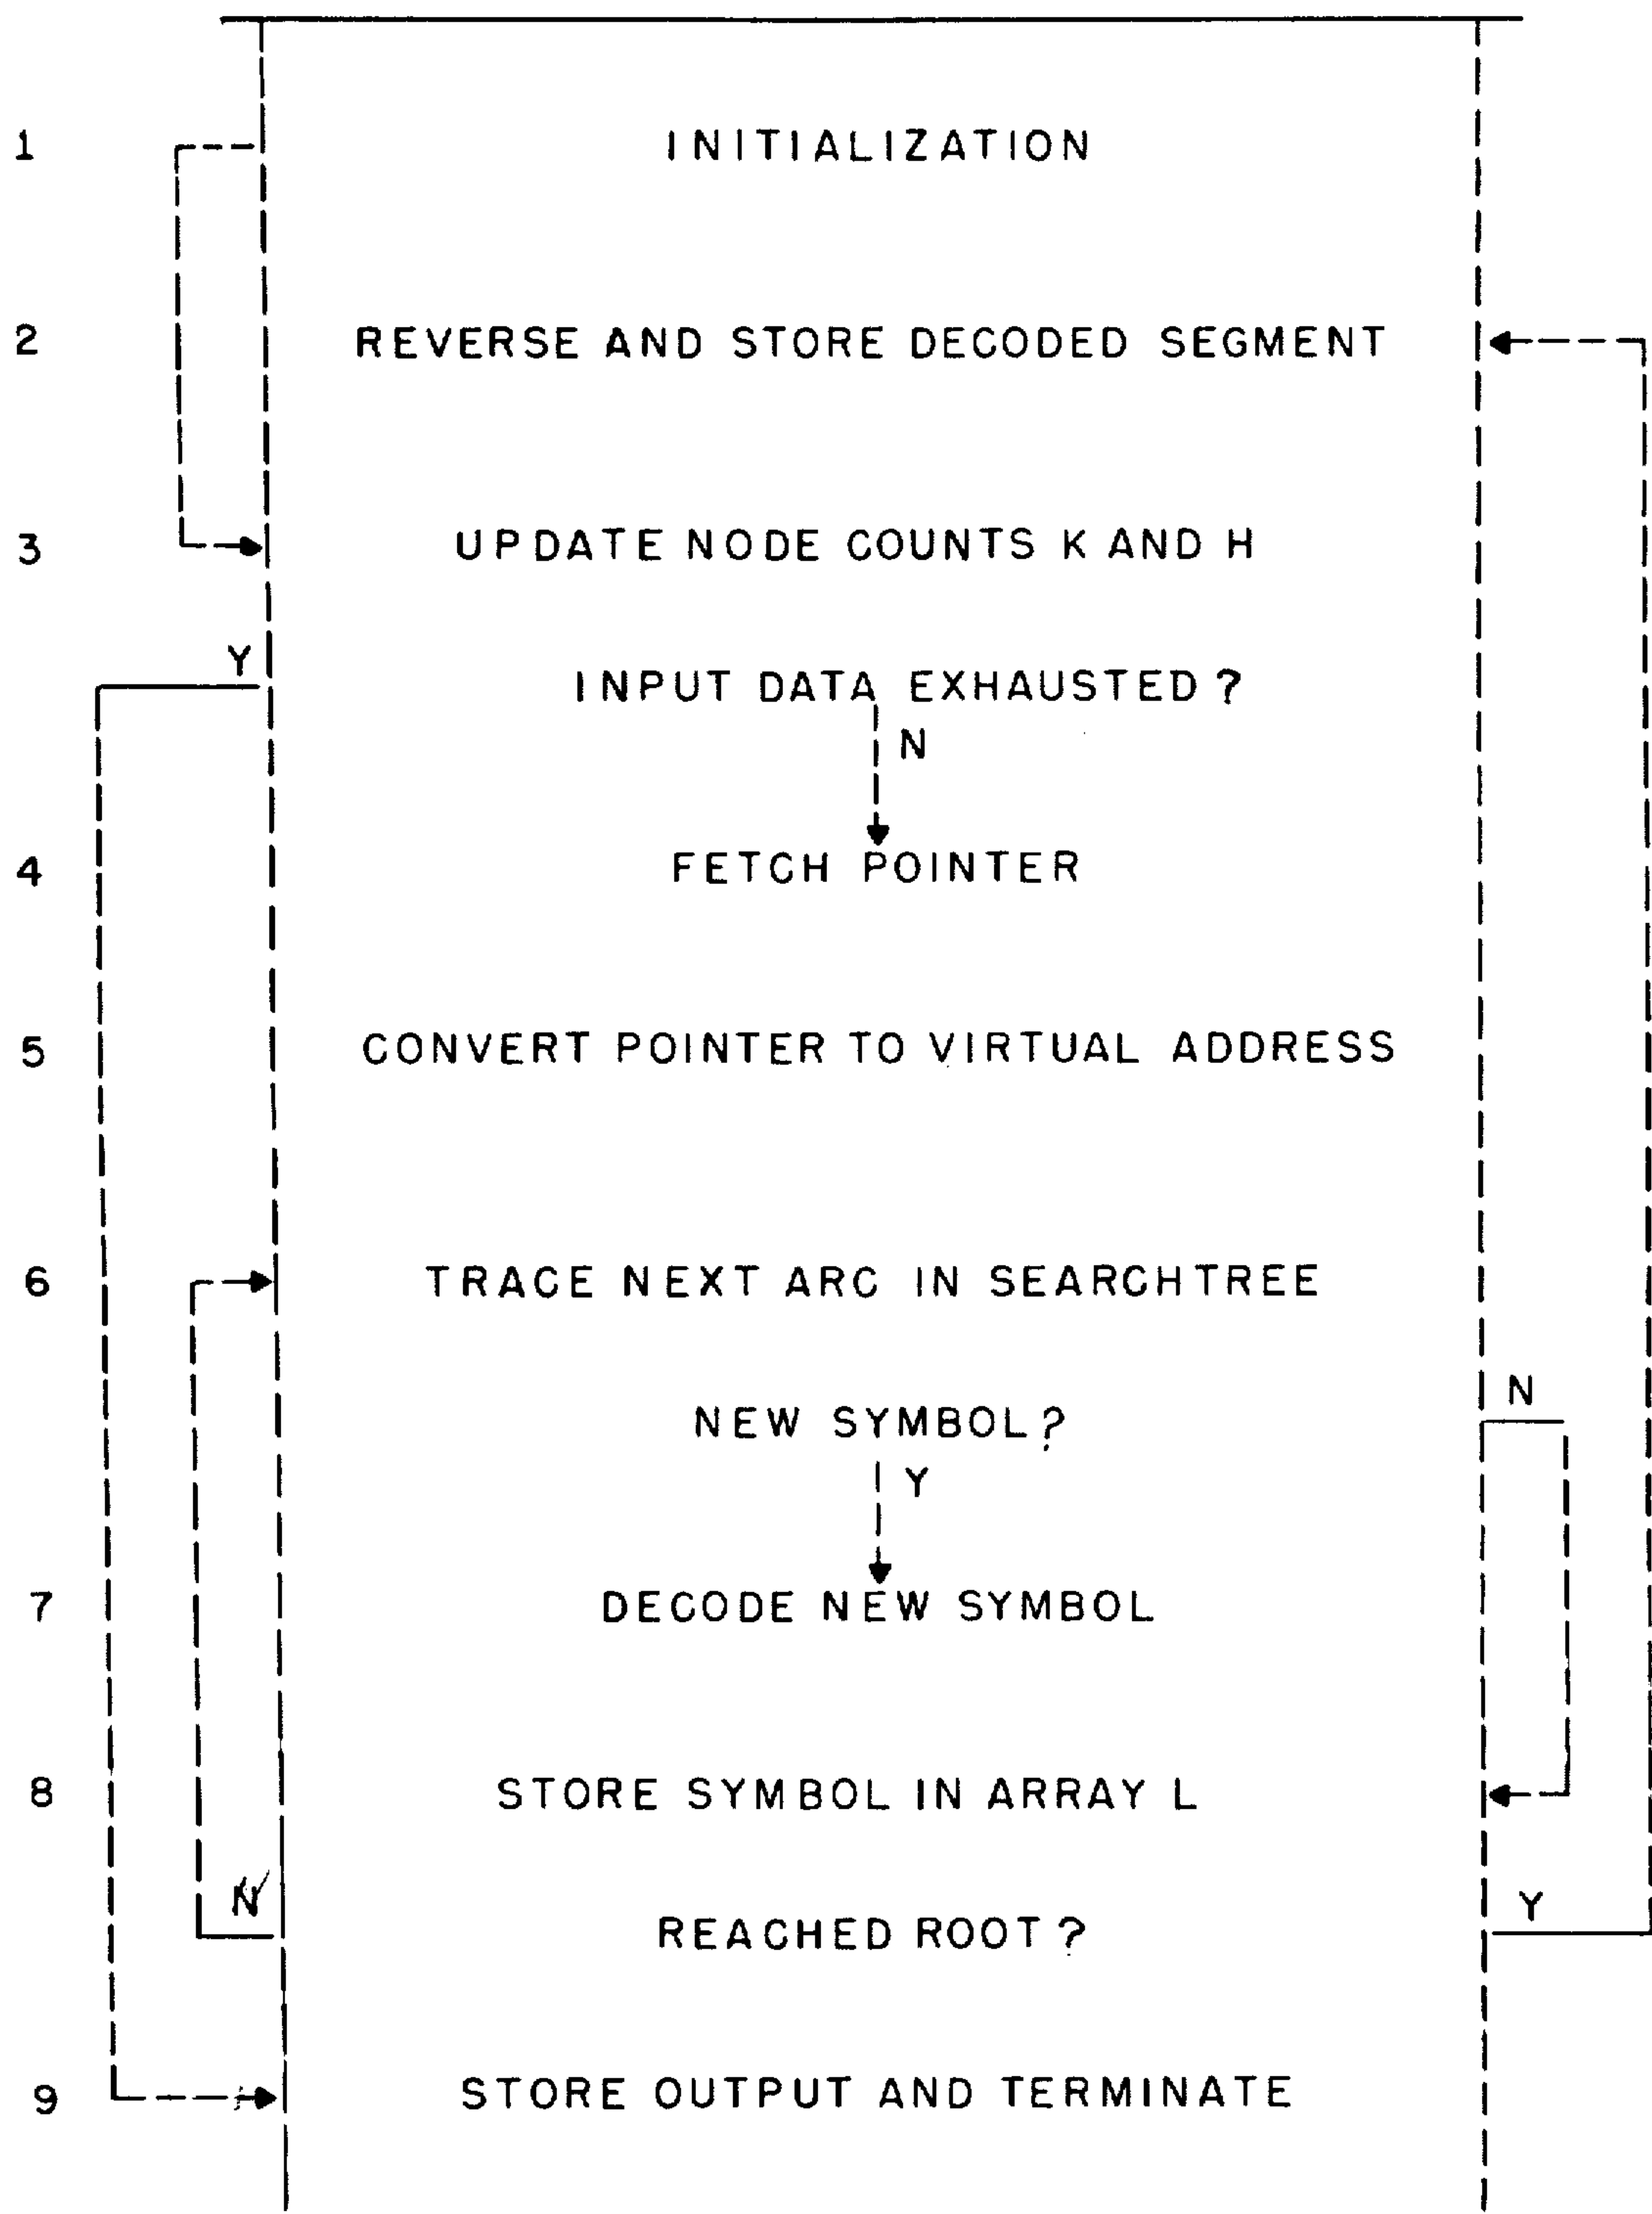 1 INITIALIZATION
2 REVERSE AND STORE DECODED SEGMENT
3 UPDATE NODE COUNTS K AND H
Y INPUT DATA EXHAUSTED?
N
4 FETCH POINTER
5 CONVERT POINTER TO VIRTUAL ADDRESS
6 TRACE NEXT ARC IN SEARCHTREE
N
NEW SYMBOL?
Y
7 DECODE NEW SYMBOL
8 STORE SYMBOL IN ARRAY L
N REACHED ROOT? Y
9 STORE OUTPUT AND TERMINATE